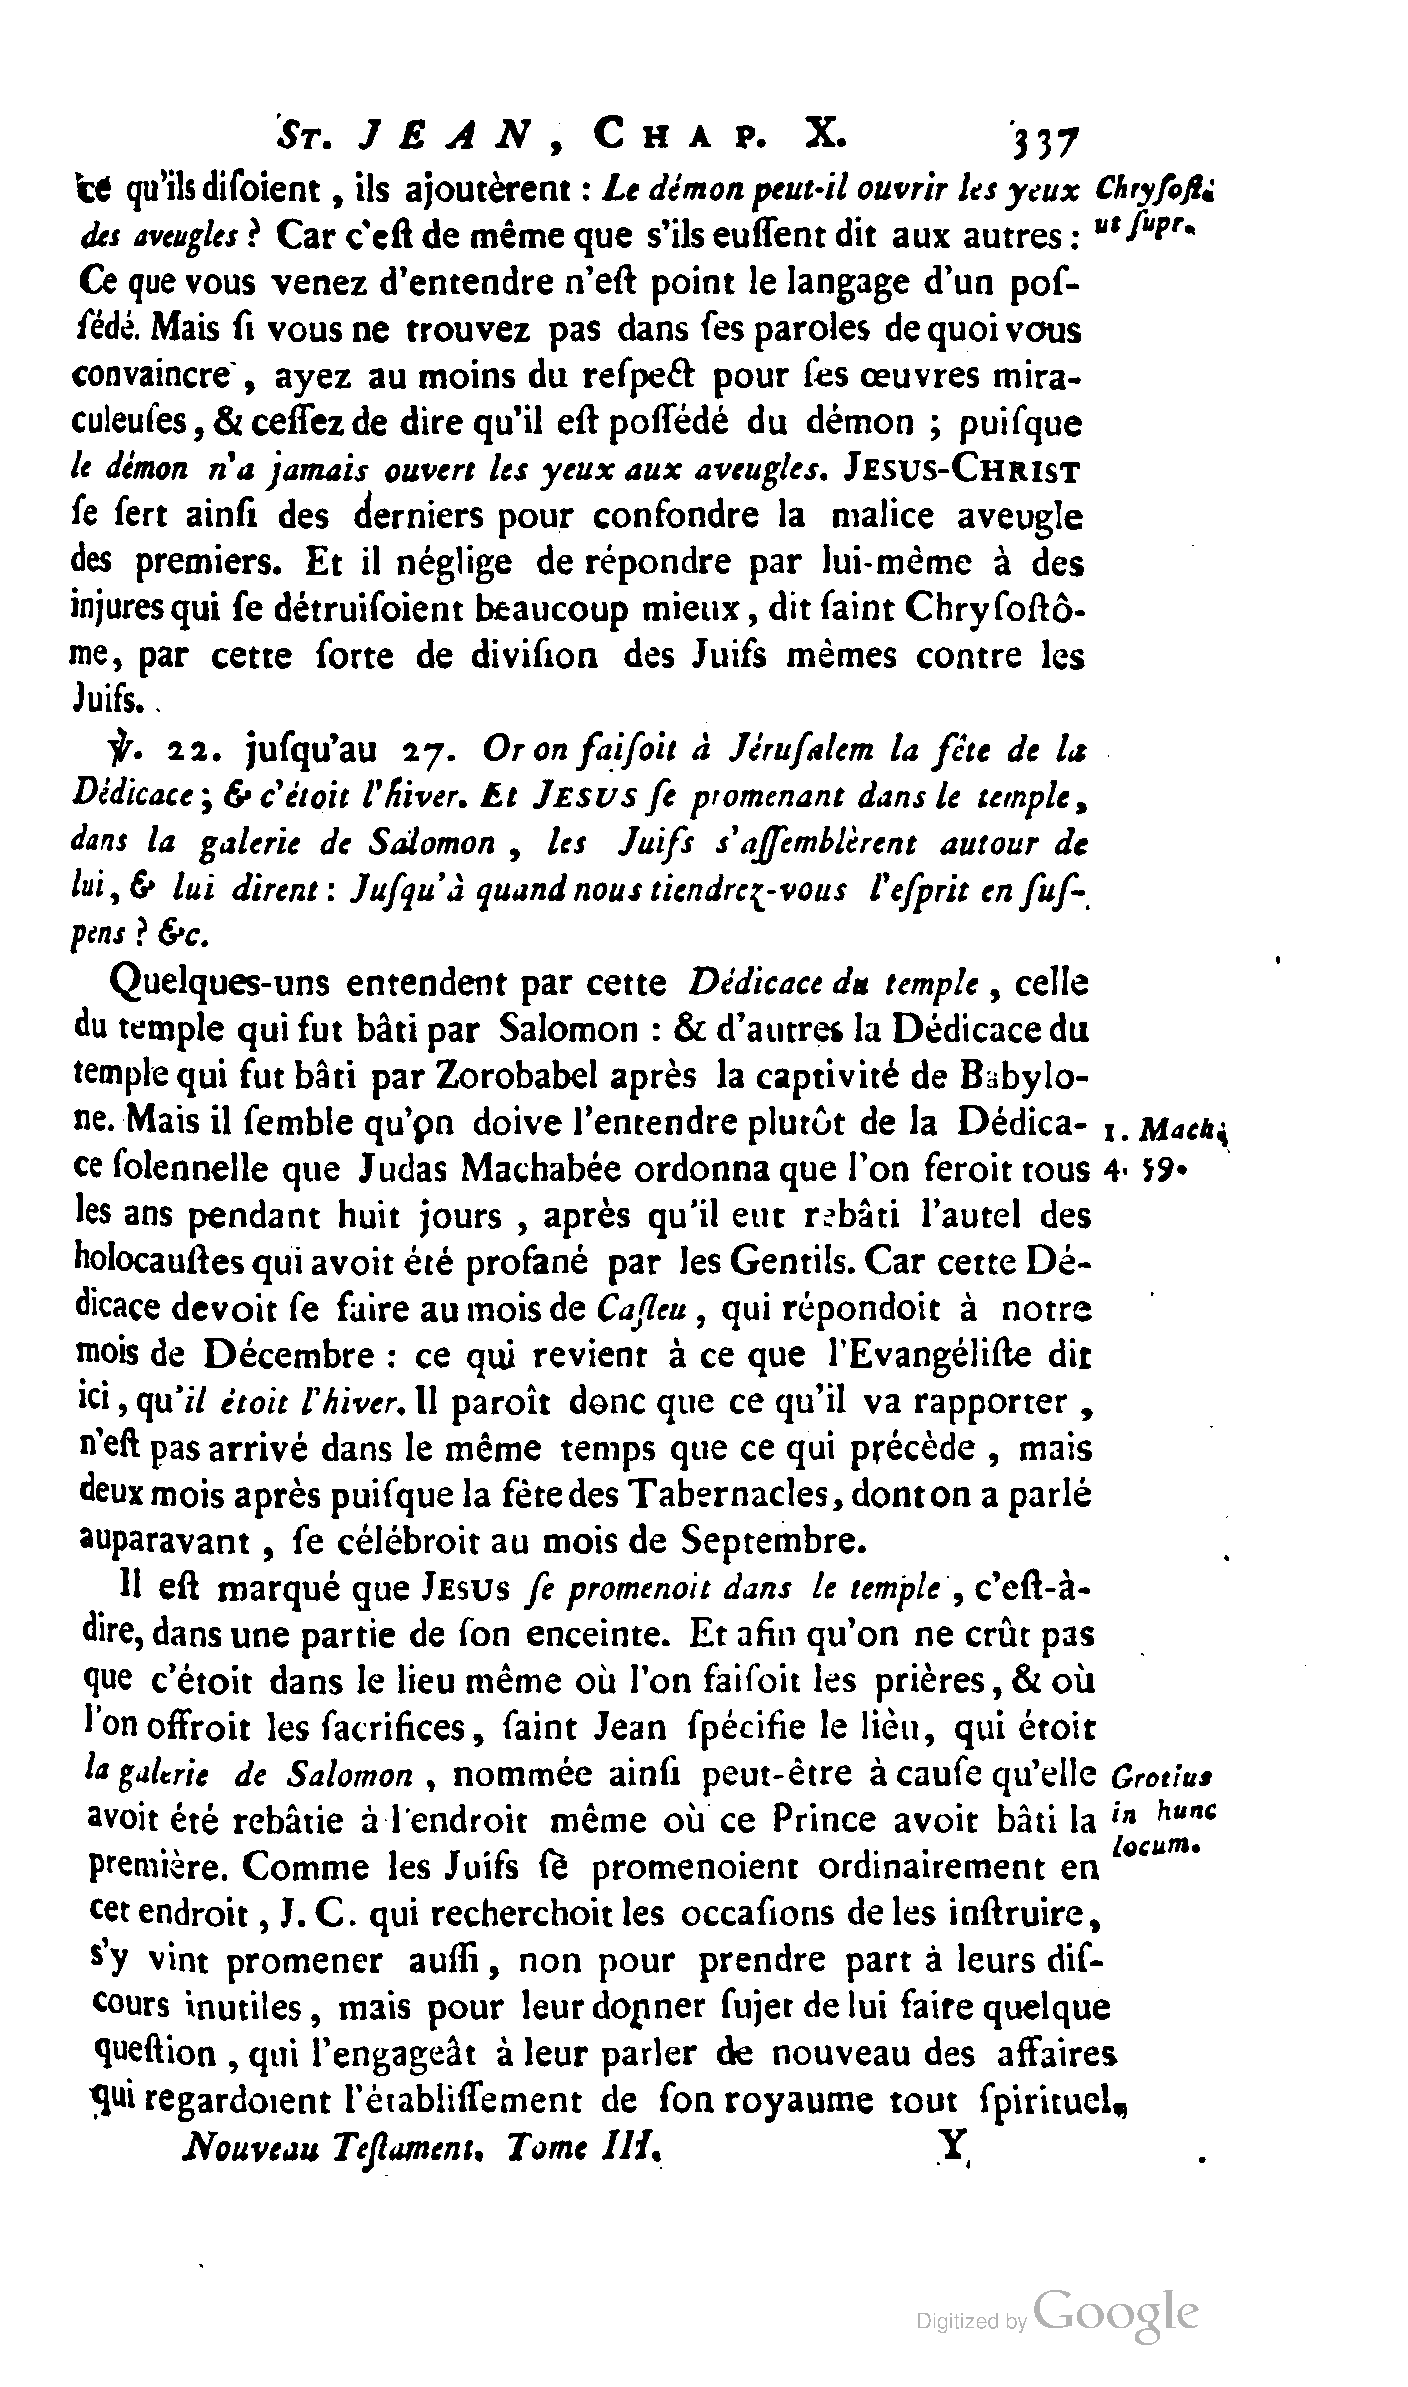 ST. JEAN, CHAP. X. 337
ce qu'ils diſoient, ils ajoutèrent : Le démon peut-il ouvrir les yeux Chryſoſt.
des aveugles ? Car c'eſt de même que s'ils euſſent dit aux autres : ut ſupr.
Ce que vous venez d'entendre n'eſt point le langage d'un poſ-
ſédé. Mais ſi vous ne trouvez pas dans ſes paroles de quoi vous
convaincre, ayez au moins du reſpect pour ſes œuvres mira-
culeuſes, & ceſſez de dire qu'il eſt poſſédé du démon ; puiſque
le démon n'a jamais ouvert les yeux aux aveugles. JESUS-CHRIST
ſe ſert ainſi des derniers pour confondre la malice aveugle
des premiers. Et il néglige de répondre par lui-même à des
injures qui ſe détruiſoient beaucoup mieux, dit ſaint Chryſoſtô-
me, par cette ſorte de diviſion des Juifs mêmes contre les
Juifs.
℣. 22. juſqu'au 27. Or on faiſoit à Jéruſalem la fête de la
Dédicace ; & c'étoit l'hiver. Et JESUS ſe promenant dans le temple,
dans la galerie de Salomon, les Juifs s'aſſemblèrent autour de
lui, & lui dirent : Juſqu'à quand nous tiendrez-vous l'eſprit en ſuſ-
pens ? &c.
Quelques-uns entendent par cette Dédicace du temple, celle
du temple qui fut bâti par Salomon : & d'autres la Dédicace du
temple qui fut bâti par Zorobabel après la captivité de Babylo-
ne. Mais il ſemble qu'on doive l'entendre plutôt de la Dédica- 1. Mach.
ce ſolennelle que Judas Machabée ordonna que l'on feroit tous 4. 59.
les ans pendant huit jours, après qu'il eut rebâti l'autel des
holocauſtes qui avoit été profané par les Gentils. Car cette Dé-
dicace devoit ſe faire au mois de Caſleu, qui répondoit à notre
mois de Décembre : ce qui revient à ce que l'Evangéliſte dit
ici, qu'il étoit l'hiver. Il paroît donc que ce qu'il va rapporter,
n'eſt pas arrivé dans le même temps que ce qui précède, mais
deux mois après puiſque la fète des Tabernacles, dont on a parlé
auparavant, ſe célébroit au mois de Septembre.
Il eſt marqué que JESUS ſe promenoit dans le temple, c'eſt-à-
dire, dans une partie de ſon enceinte. Et afin qu'on ne crût pas
que c'étoit dans le lieu même où l'on faiſoit les prières, & où
l'on offroit les ſacrifices, ſaint Jean ſpécifie le lièu, qui étoit
la galerie de Salomon, nommée ainſi peut-être à cauſe qu'elle Grotius
avoit été rebâtie à l'endroit même où ce Prince avoit bâti la in hunc
première. Comme les Juifs ſe promenoient ordinairement en locum.
cet endroit, J. C. qui recherchoit les occaſions de les inſtruire,
s'y vint promener auſſi, non pour prendre part à leurs diſ-
cours inutiles, mais pour leur donner ſujet de lui faire quelque
queſtion, qui l'engageât à leur parler de nouveau des affaires
qui regardoient l'établiſſement de ſon royaume tout ſpirituel,
Nouveau Teſtament. Tome III. Y
Digitized by Google